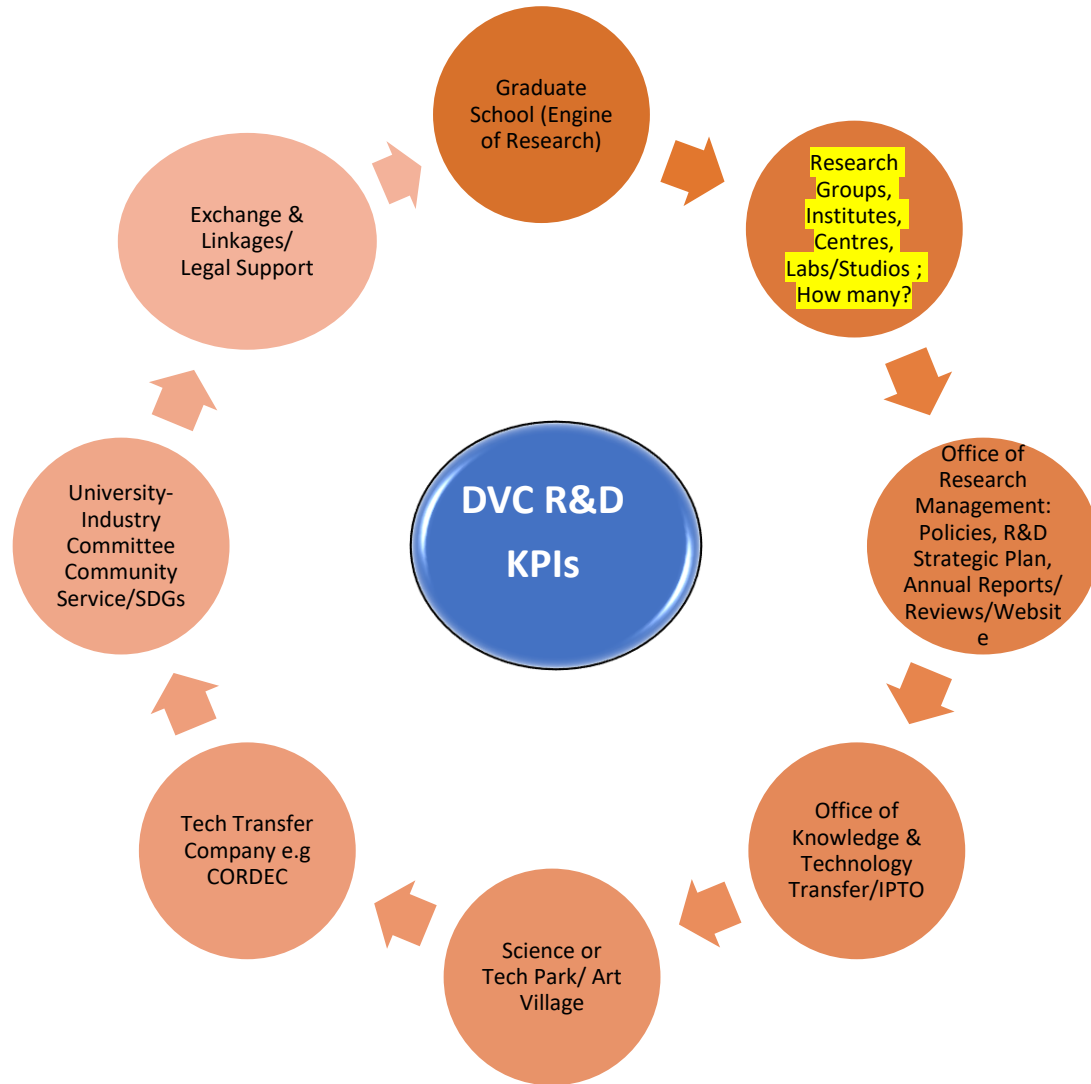 Graduate
School (Engine
of Research)
Research
Groups,
Institutes,
Centres,
Labs/Studios ;
How many?
Office of
Research
Management:
Policies, R&D
Strategic Plan,
Annual Reports/
Reviews/Websit
e
Office of
Knowledge &
Technology
Transfer/IPTO
Science or
Tech Park/ Art
Village
Tech Transfer
Company e.g
CORDEC
University-
Industry
Committee
Community
Service/SDGs
Exchange &
Linkages/
Legal Support
DVC R&D
KPIs